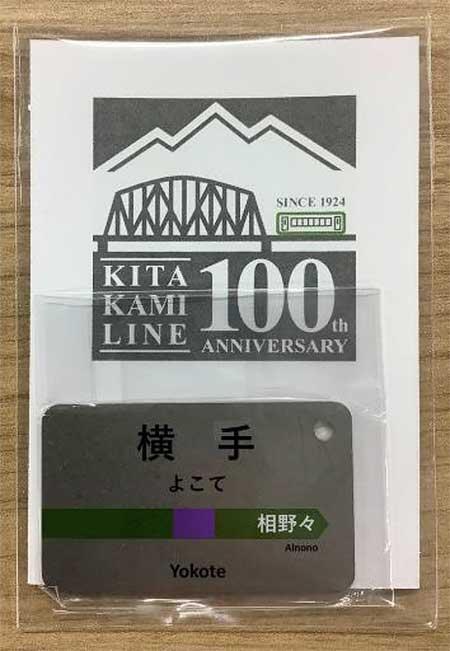 SINCE 1924
KITA
KAMI
LINE
100th
ANNIVERSARY
横 手
よこて
相野々
Ainono
Yokote